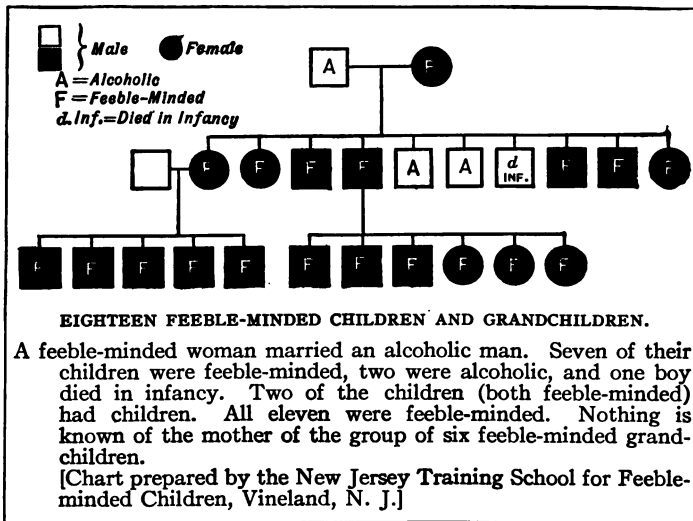 Male Female
A=Alcoholic
F=Feeble-Minded
d.Inf.=Died in Infancy
A F
F F F F A A d INF. F F F
F F F F F F F F F F F
EIGHTEEN FEEBLE-MINDED CHILDREN AND GRANDCHILDREN.
A feeble-minded woman married an alcoholic man. Seven of their
children were feeble-minded, two were alcoholic, and one boy
died in infancy. Two of the children (both feeble-minded)
had children. All eleven were feeble-minded. Nothing is
known of the mother of the group of six feeble-minded grand-
children.
[Chart prepared by the New Jersey Training School for Feeble-
minded Children, Vineland, N. J.]